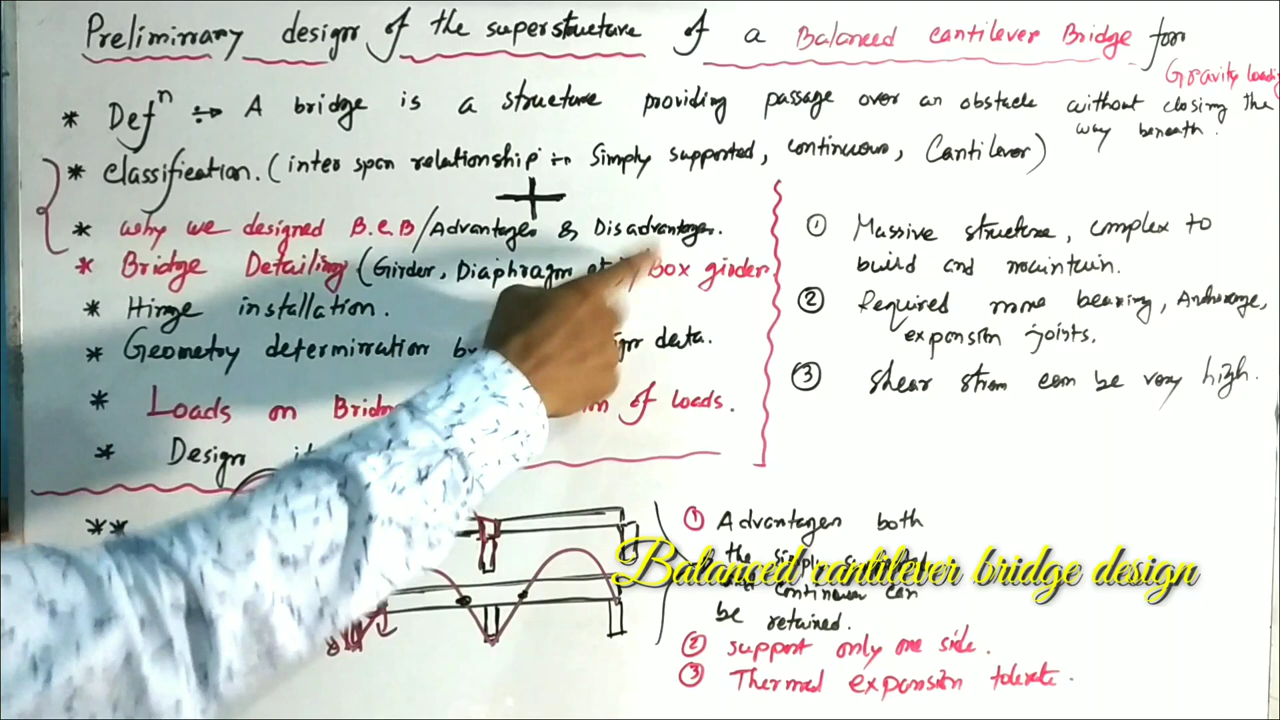 Preliminary design of the superstructure of a Balanced cantilever Bridge for
Gravity loading
* Defn :- A bridge is a structure providing passage over an obstacle without closing the
way beneath.
* Classification. (inter span relationship :- Simply supported, continuous, Cantilever)
* why we designed B.C.B/Advantages & Disadvantages.
* Bridge Detailing (Girder, Diaphragm Box girder
* Hinge installation.
* Geometry determination data.
* Loads on of loads.
* Design
① Massive structure, complex to
build and maintain.
② Required more bearing, Anchorage,
expansion joints.
③ Shear stress can be very high.
**
① Advantages both
the
continuous can
be retained.
② support only one side.
③ Thermal expansion tolerate.
Balanced cantilever bridge design